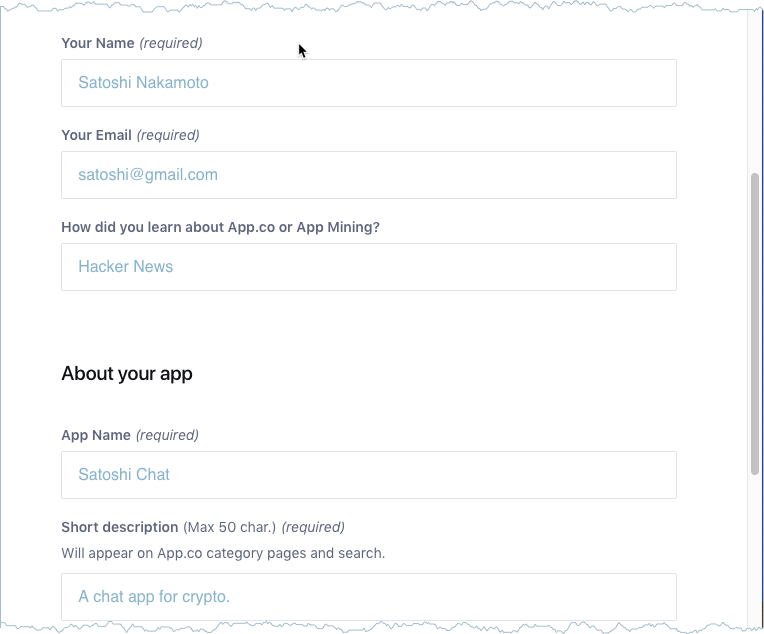 Your Name (required)
Satoshi Nakamoto
Your Email (required)
satoshi@gmail.com
How did you learn about App.co or App Mining?
Hacker News
About your app
App Name (required)
Satoshi Chat
Short description (Max 50 char.) (required)
Will appear on App.co category pages and search.
A chat app for crypto.